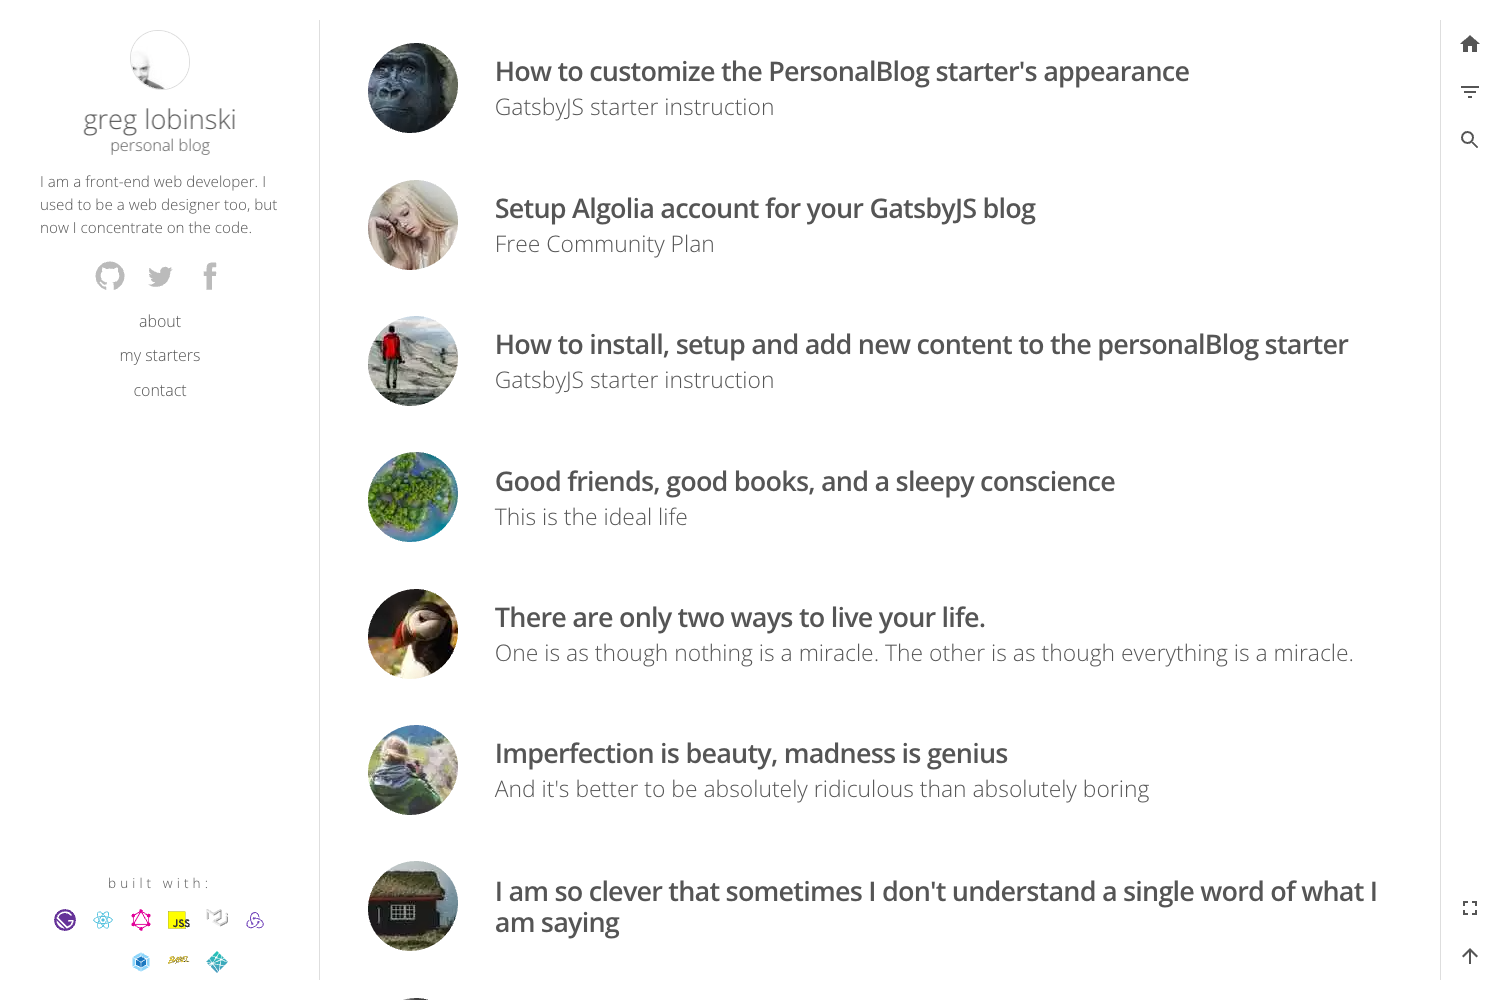 greg lobinski
personal blog
I am a front-end web developer. I
used to be a web designer too, but
now I concentrate on the code.
about
my starters
contact
built with:
JSS
How to customize the PersonalBlog starter's appearance
GatsbyJS starter instruction
Setup Algolia account for your GatsbyJS blog
Free Community Plan
How to install, setup and add new content to the personalBlog starter
GatsbyJS starter instruction
Good friends, good books, and a sleepy conscience
This is the ideal life
There are only two ways to live your life.
One is as though nothing is a miracle. The other is as though everything is a miracle.
Imperfection is beauty, madness is genius
And it's better to be absolutely ridiculous than absolutely boring
I am so clever that sometimes I don't understand a single word of what I
am saying